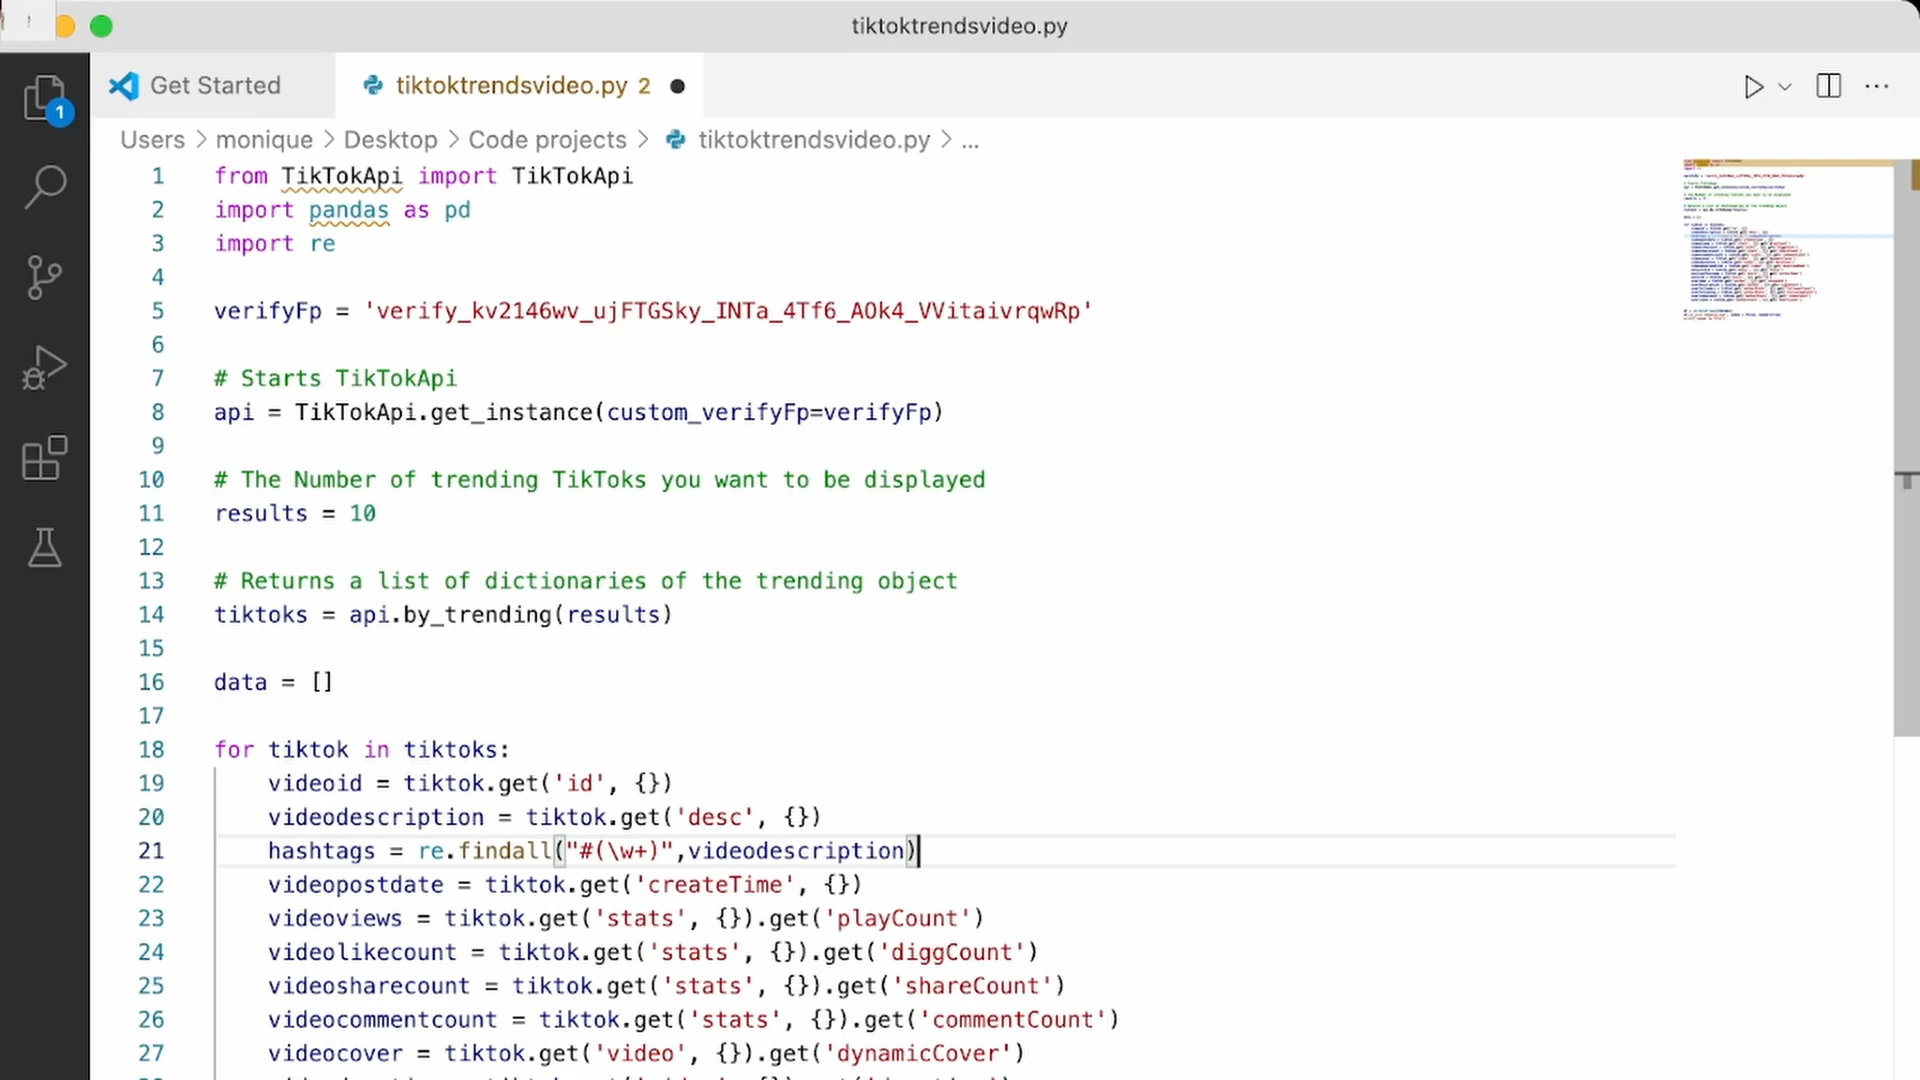 tiktoktrendsvideo.py
Get Started
tiktoktrendsvideo.py 2
1
Users > monique > Desktop > Code projects > tiktoktrendsvideo.py > ...
1 from TikTokApi import TikTokApi
2 import pandas as pd
3 import re
4
5 verifyFp = 'verify_kv2146wv_ujFTGSky_INTa_4Tf6_AOk4_VVitaivrqwRp'
6
7 # Starts TikTokApi
8 api = TikTokApi.get_instance(custom_verifyFp=verifyFp)
9
10 # The Number of trending TikToks you want to be displayed
11 results = 10
12
13 # Returns a list of dictionaries of the trending object
14 tiktoks = api.by_trending(results)
15
16 data = []
17
18 for tiktok in tiktoks:
19 videoid = tiktok.get('id', {})
20 videodescription = tiktok.get('desc', {})
21 hashtags = re.findall("#(\w+)",videodescription)
22 videopostdate = tiktok.get('createTime', {})
23 videoviews = tiktok.get('stats', {}).get('playCount')
24 videolikecount = tiktok.get('stats', {}).get('diggCount')
25 videosharecount = tiktok.get('stats', {}).get('shareCount')
26 videocommentcount = tiktok.get('stats', {}).get('commentCount')
27 videocover = tiktok.get('video', {}).get('dynamicCover')